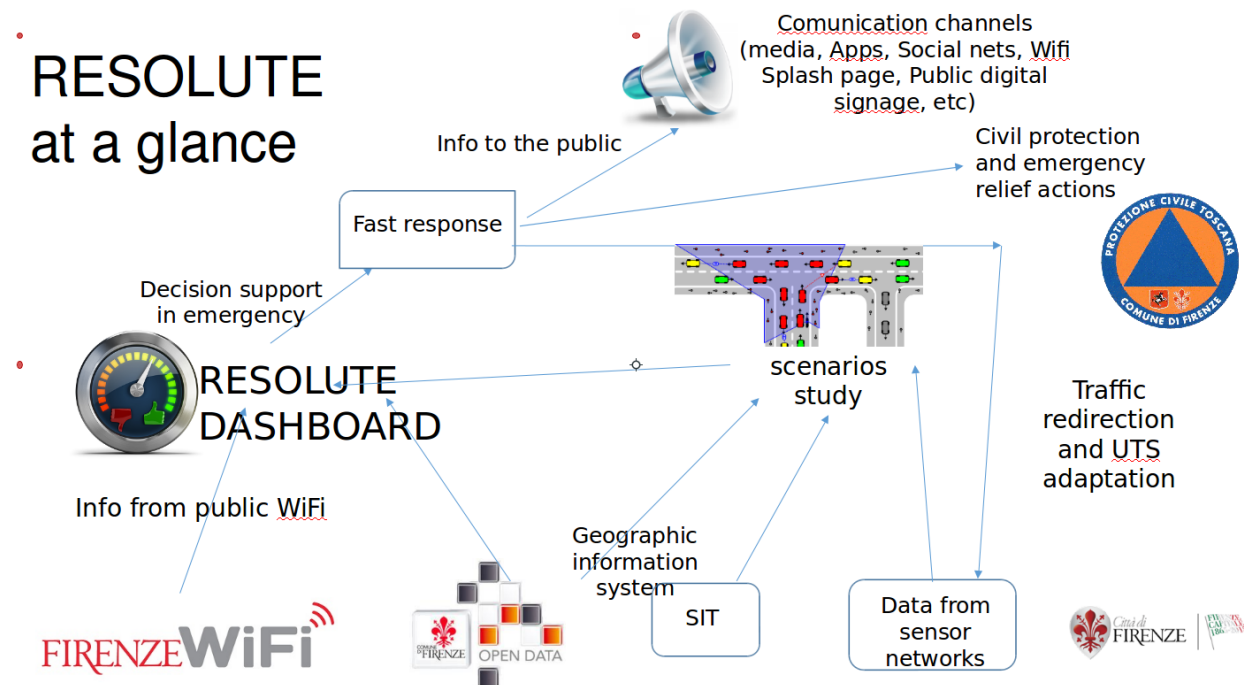 RESOLUTE
at a glance
Comunication channels
(media, Apps, Social nets, Wifi
Splash page, Public digital
signage, etc)
Info to the public
Civil protection
and emergency
relief actions
Fast response
PROTEZIONE CIVILE TOSCANA
COMUNE DI FIRENZE
Decision support
in emergency
RESOLUTE
DASHBOARD
scenarios
study
Traffic
redirection
and UTS
adaptation
Info from public WiFi
Geographic
information
system
SIT
Data from
sensor
networks
FIRENZEWiFi
COMUNE
DI FIRENZE
OPEN DATA
Città di
FIRENZE